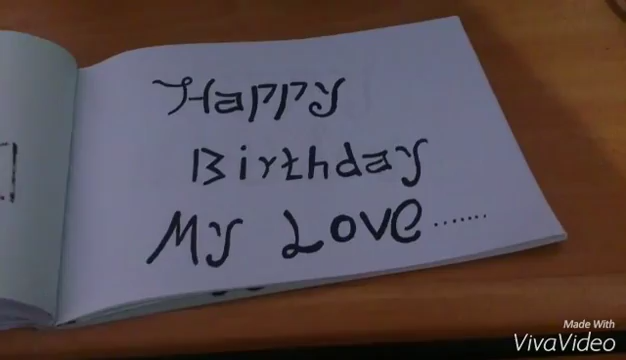 Happy
Birthday
My Love.......
Made With
VivaVideo